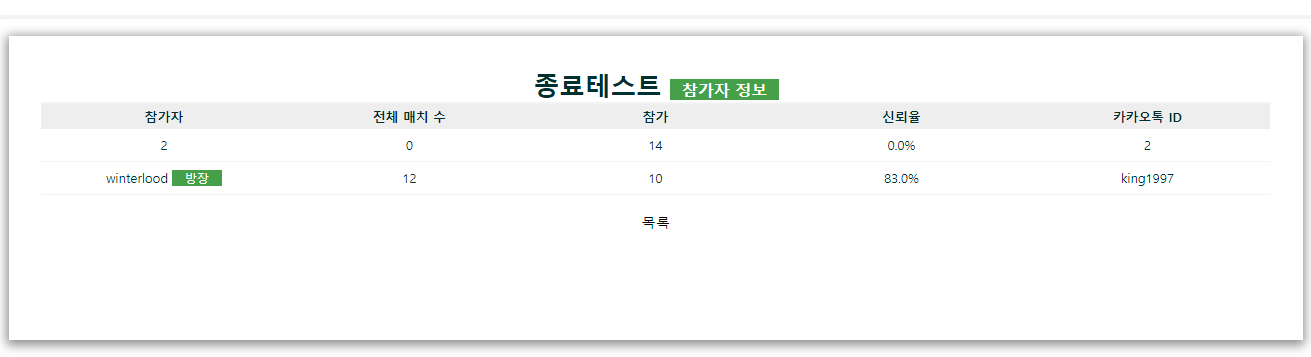 종료테스트 참가자 정보
참가자 전체 매치 수 참가 신뢰율 카카오톡 ID
2 0 14 0.0% 2
winterlood 방장 12 10 83.0% king1997
목록